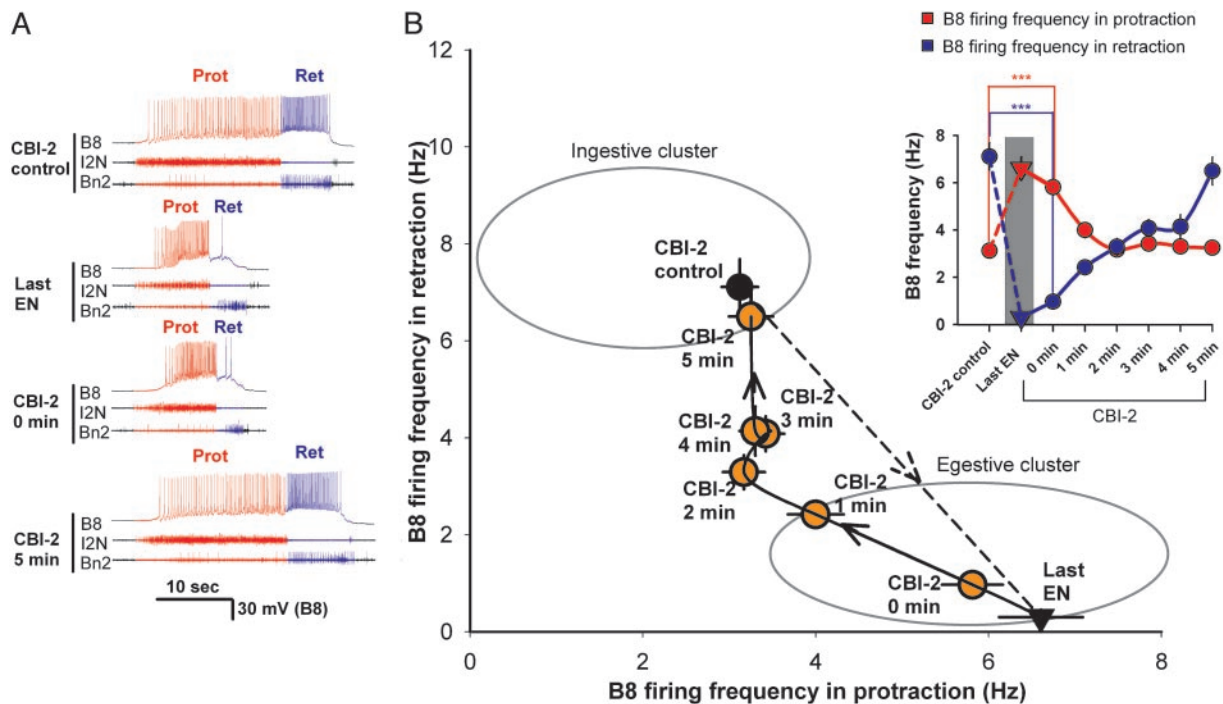 A
Prot Ret
CBI-2
control
B8
I2N
Bn2
Prot Ret
Last
EN
B8
I2N
Bn2
Prot Ret
CBI-2
0 min
B8
I2N
Bn2
Prot Ret
CBI-2
5 min
B8
I2N
Bn2
10 sec
30 mV (B8)
B
B8 firing frequency in retraction (Hz)
12
10
8
6
4
2
0
0 2 4 6 8
B8 firing frequency in protraction (Hz)
Ingestive cluster
CBI-2
control
CBI-2
5 min
CBI-2
3 min
CBI-2
4 min
CBI-2
2 min
CBI-2
1 min
Egestive cluster
CBI-2
0 min
Last
EN
B8 firing frequency in protraction
B8 firing frequency in retraction
***
***
B8 frequency (Hz)
8
6
4
2
0
CBI-2 control
Last EN
0 min
1 min
2 min
3 min
4 min
5 min
CBI-2